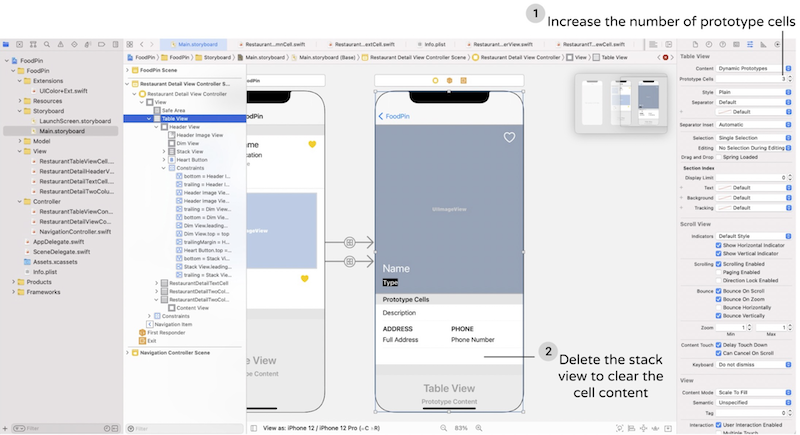 1 Increase the number of prototype cells
Main.storyboard
Restaurant...mnCell.swift
Restaurant...extCell.swift
Info.plist
Restaurant...erView.swift
RestaurantT...ewCell.swift
FoodPin
FoodPin
Storyboard
Main.storyboard
Main.storyboard (Base)
Restaurant Detail View Controller Scene
Restaurant Detail View Controller
View
Table View
FoodPin
FoodPin
Extensions
UIColor+Ext.swift
Resources
Storyboard
LaunchScreen.storyboard
Main.storyboard
Model
View
RestaurantTableViewCell....
RestaurantDetailHeaderV...
RestaurantDetailTextCell....
RestaurantDetailTwoColu...
Controller
RestaurantTableViewCon...
RestaurantDetailViewCo...
NavigationController.swift
AppDelegate.swift
SceneDelegate.swift
Assets.xcassets
Info.plist
Products
Frameworks
Filter
FoodPin Scene
Restaurant Detail View Controller S...
Restaurant Detail View Controller
View
Safe Area
Table View
Header View
Header Image View
Dim View
Stack View
Heart Button
Constraints
bottom = Header I...
trailing = Header I...
Header Image Vie...
Header Image Vie...
trailing = Dim Vie...
bottom = Dim Vie...
Dim View.leading...
Dim View.top = top
trailingMargin = H...
Heart Button.top =...
bottom = Stack Vi...
Stack View.leading...
trailing = Stack Vie...
RestaurantDetailTextCell
RestaurantDetailTwoCol...
RestaurantDetailTwoCol...
Content View
Constraints
Navigation Item
First Responder
Exit
Navigation Controller Scene
Filter
FoodPin
UIImageView
Name
Type
Prototype Cells
Description
ADDRESS
PHONE
Full Address
Phone Number
Table View
Prototype Content
2 Delete the stack
view to clear the
cell content
View as: iPhone 12 / iPhone 12 Pro (
83%
Table View
Content
Dynamic Prototypes
Prototype Cells
3
Style
Plain
Separator
Default
Default
Separator Inset
Automatic
Selection
Single Selection
Editing
No Selection During Editing
Drag and Drop
Spring Loaded
Section Index
Display Limit
0
Text
Default
Background
Default
Tracking
Default
Scroll View
Indicators
Default Style
Show Horizontal Indicator
Show Vertical Indicator
Scrolling
Scrolling Enabled
Paging Enabled
Direction Lock Enabled
Bounce
Bounce On Scroll
Bounce On Zoom
Bounce Horizontally
Bounce Vertically
Zoom
1
1
Min
Max
Content Touch
Delay Touch Down
Can Cancel On Scroll
Keyboard
Do not dismiss
View
Content Mode
Scale To Fill
Semantic
Unspecified
Tag
0
Interaction
User Interaction Enabled
Multiple Touch